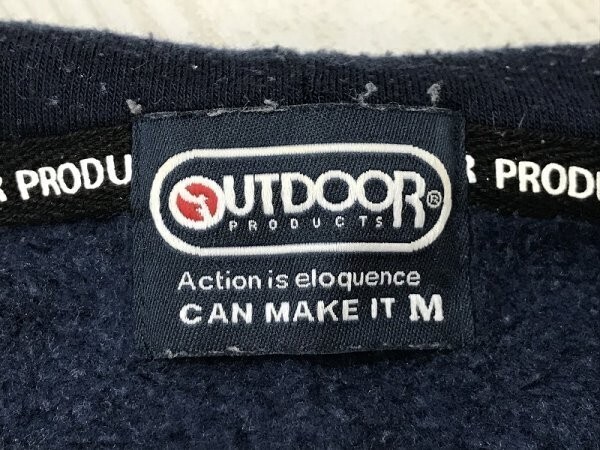 R PRODU
OUTDOOR®
PRODUCTS
Action is eloquence
CAN MAKE IT M
R PRODU